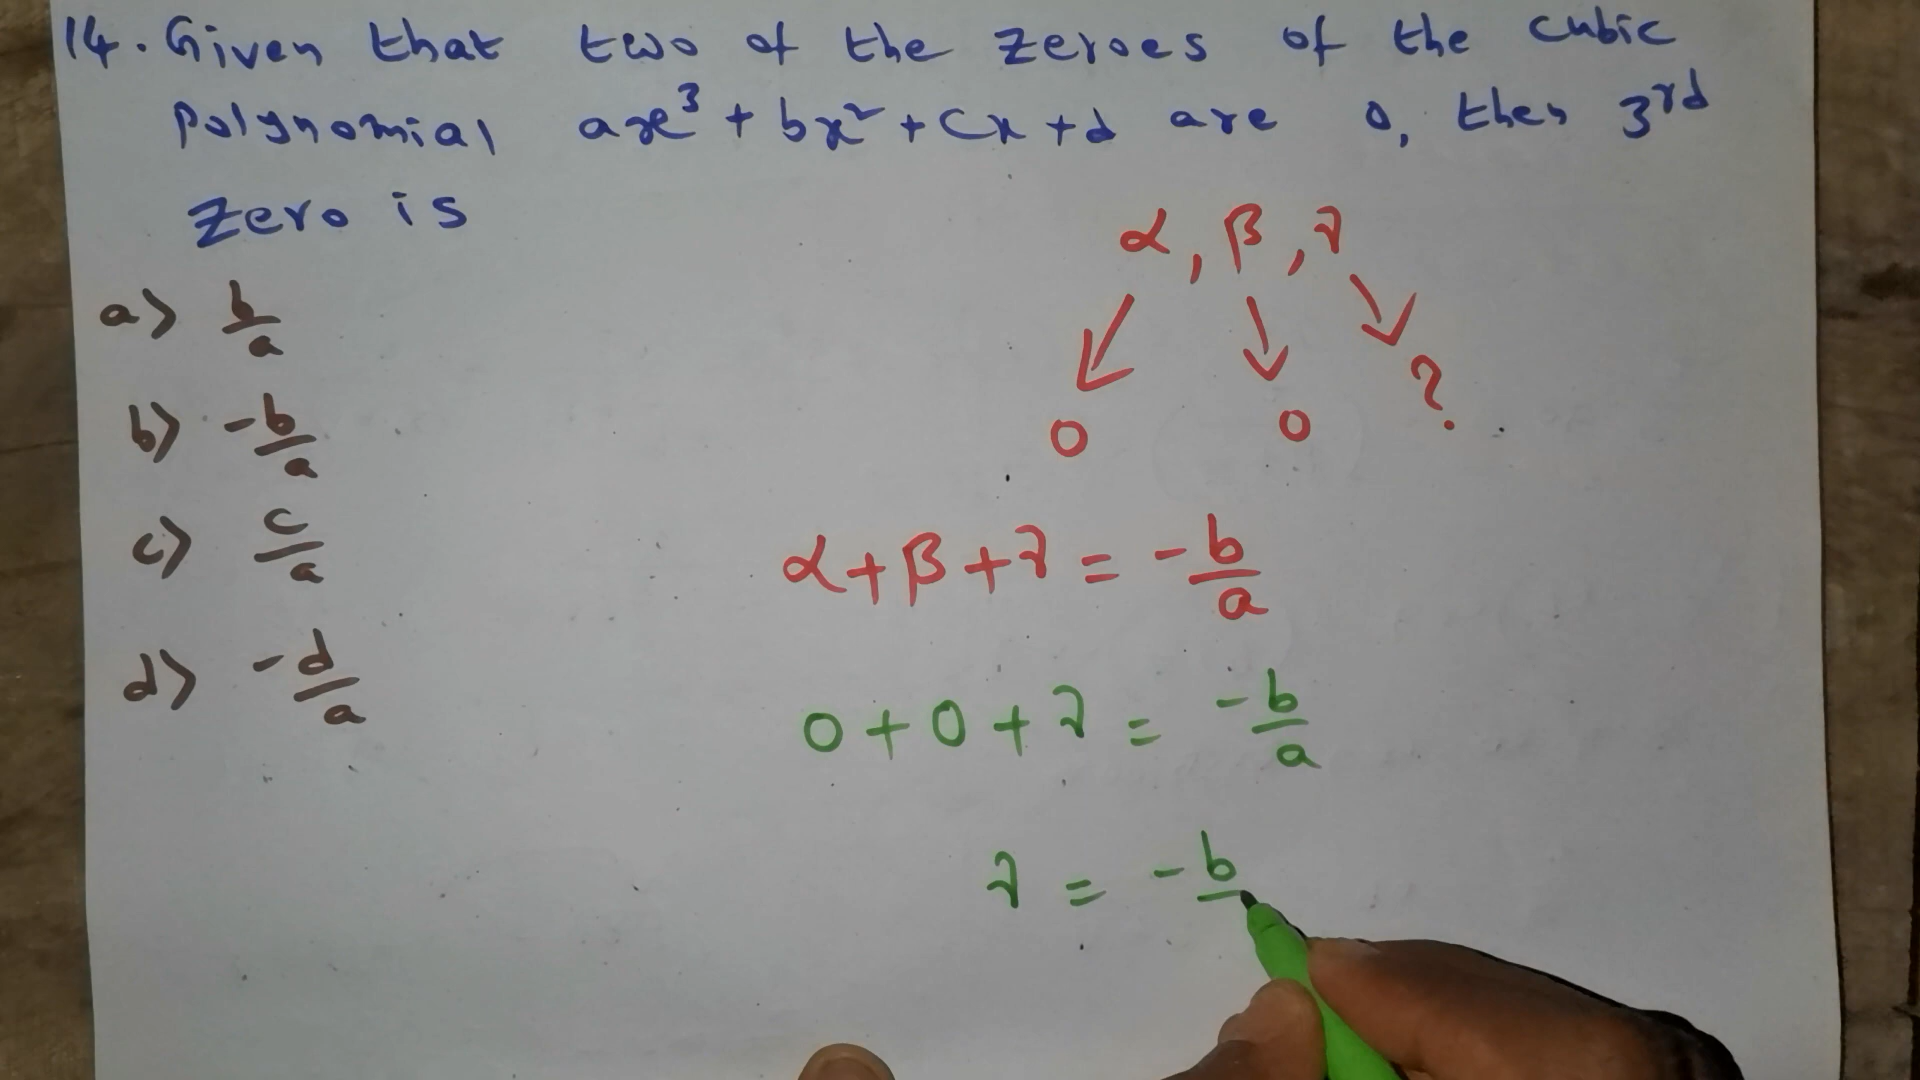 14. Given that two of the zeroes of the cubic
Polynomial ax³ + bx² + cx + d are 0, then 3rd
zero is
a) b/a
b) -b/a
c) c/a
d) -d/a
α, β, γ
0 0 ?
α + β + γ = -b/a
0 + 0 + γ = -b/a
γ = -b